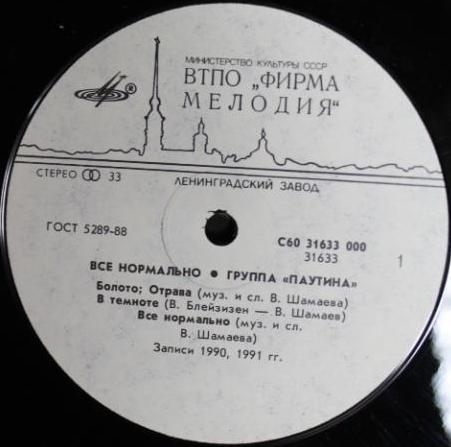 МИНИСТЕРСТВО КУЛЬТУРЫ СССР
ВТПО „ФИРМА
МЕЛОДИЯ“
®
СТЕРЕО 33
ЛЕНИНГРАДСКИЙ ЗАВОД
ГОСТ 5289-88
С60 31633 000
31633
1
ВСЕ НОРМАЛЬНО ● ГРУППА «ПАУТИНА»
Болото; Отрава (муз. и сл. В. Шамаева)
В темноте (В. Блейзизен — В. Шамаев)
Все нормально (муз. и сл.
В. Шамаева)
Записи 1990, 1991 гг.